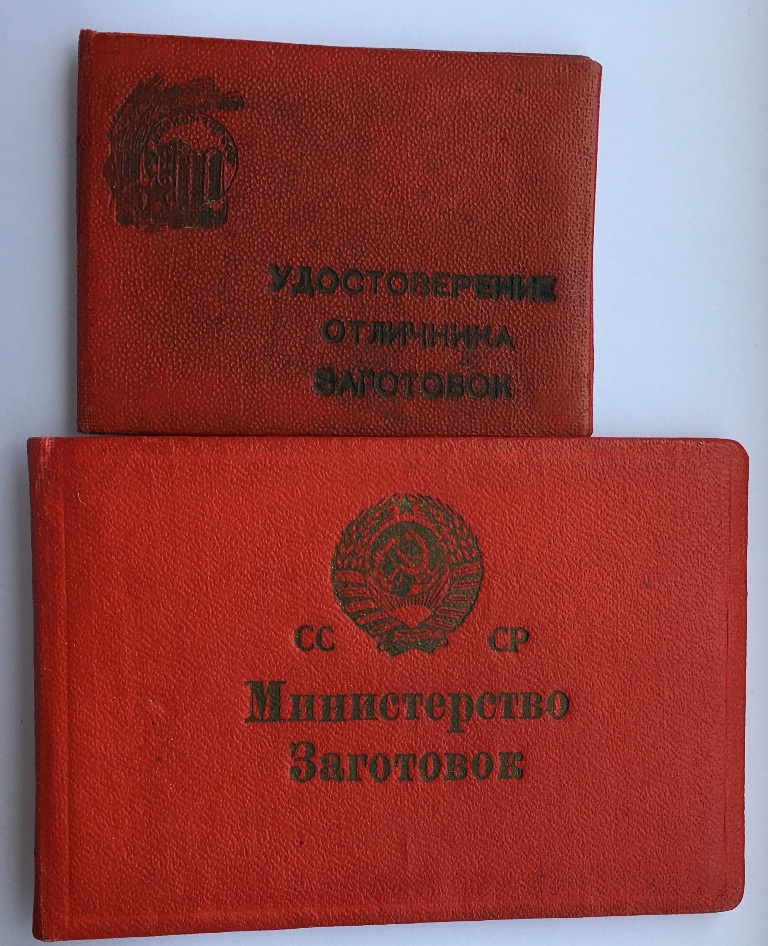 УДОСТОВЕРЕНИЕ
ОТЛИЧНИКА
ЗАГОТОВОК
СС СР
Министерство
Заготовок